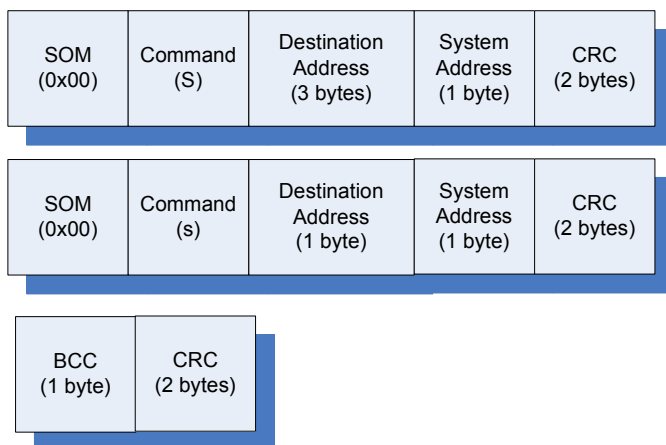 SOM
(0x00)
Command
(S)
Destination
Address
(3 bytes)
System
Address
(1 byte)
CRC
(2 bytes)
SOM
(0x00)
Command
(s)
Destination
Address
(1 byte)
System
Address
(1 byte)
CRC
(2 bytes)
BCC
(1 byte)
CRC
(2 bytes)